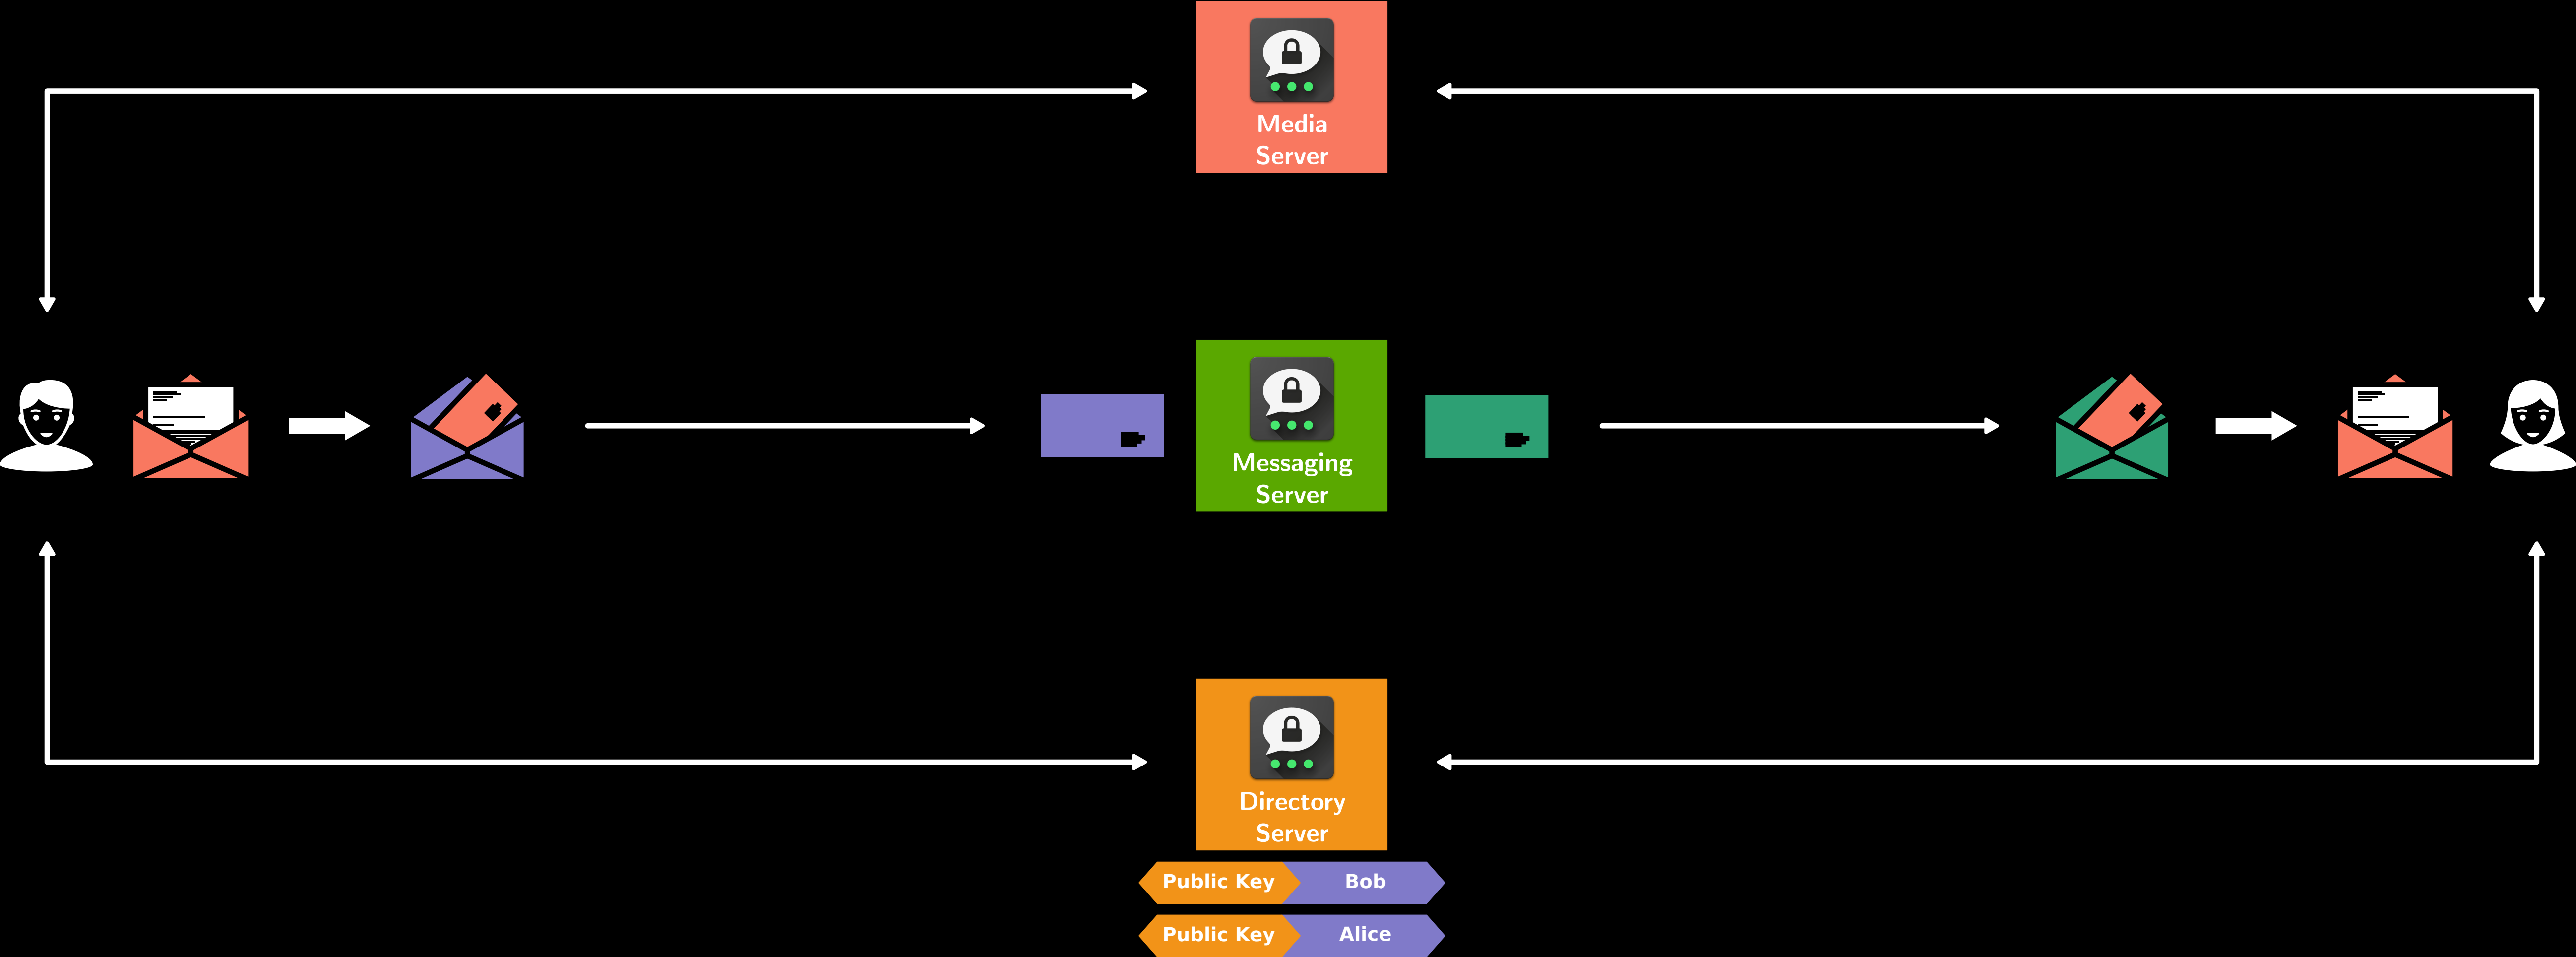 Media
Server
Messaging
Server
Directory
Server
Public Key Bob
Public Key Alice